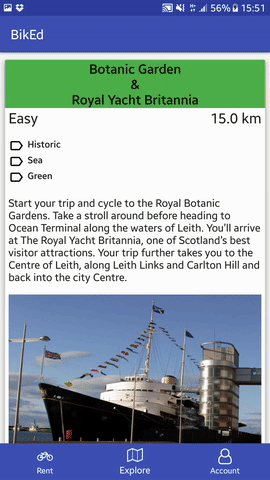 56% 15:51
BikEd
Botanic Garden
&
Royal Yacht Britannia
Easy 15.0 km
Historic
Sea
Green
Start your trip and cycle to the Royal Botanic
Gardens. Take a stroll around before heading to
Ocean Terminal along the waters of Leith. You'll arrive
at The Royal Yacht Britannia, one of Scotland's best
visitor attractions. Your trip further takes you to the
Centre of Leith, along Leith Links and Carlton Hill and
back into the city Centre.
Rent Explore Account